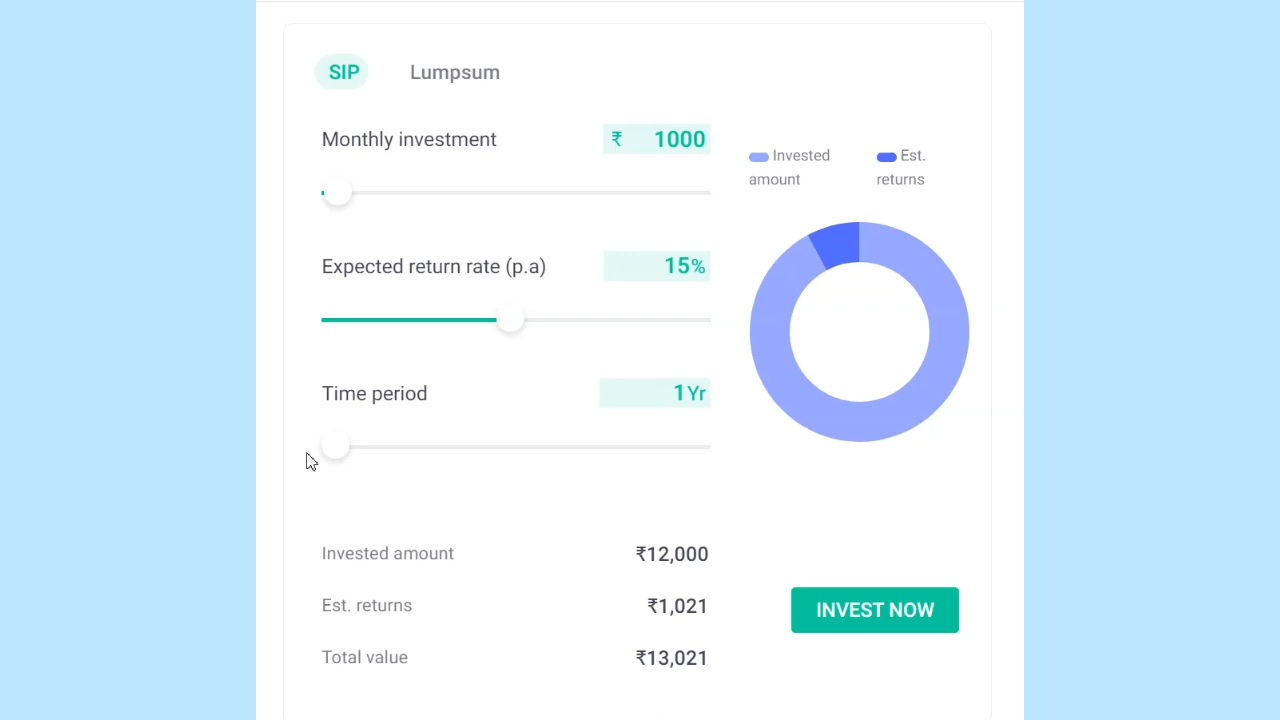 SIP Lumpsum
Monthly investment ₹ 1000
Invested amount
Est. returns
Expected return rate (p.a) 15%
Time period 1Yr
Invested amount ₹12,000
Est. returns ₹1,021
INVEST NOW
Total value ₹13,021